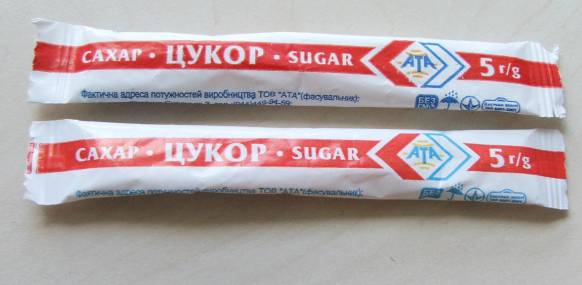 САХАР · ЦУКОР · SUGAR АТА 5 г/g
Фактична адреса потужностей виробництва ТОВ "АТА"(фасувальник):
БЕЗ
САХАР · ЦУКОР · SUGAR АТА 5 г/g
Фактична адреса потужностей виробництва ТОВ "АТА"(фасувальник):